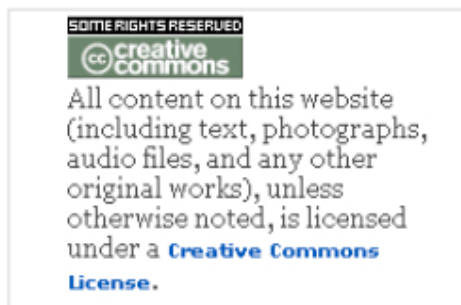 SOME RIGHTS RESERVED
cc creative
commons
All content on this website
(including text, photographs,
audio files, and any other
original works), unless
otherwise noted, is licensed
under a Creative Commons
License.